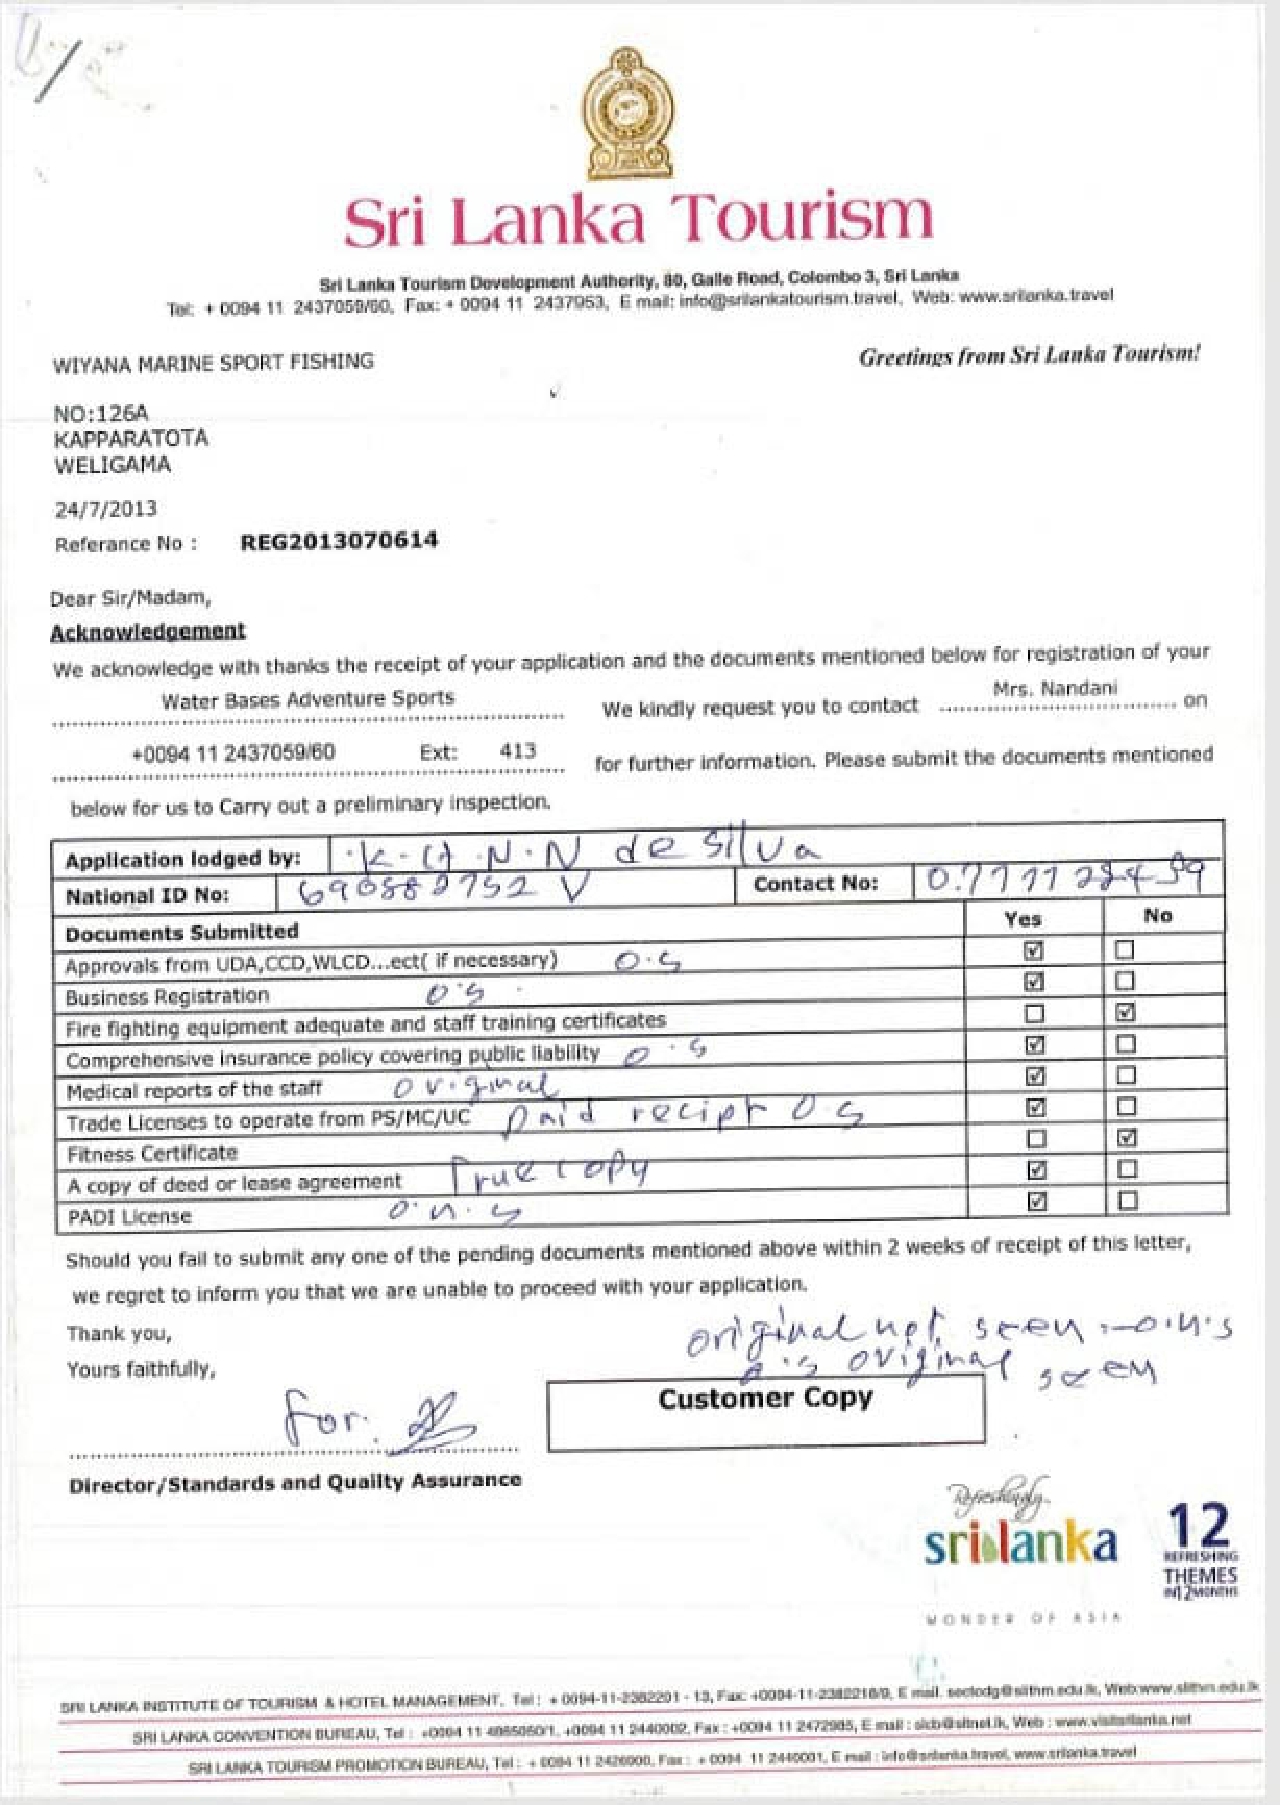 Sri Lanka Tourism
Sri Lanka Tourism Development Authority, 80, Galle Road, Colombo 3, Sri Lanka
Tel: + 0094 11 2437059/60, Fax: + 0094 11 2437953, E mail: info@srilankatourism.travel, Web: www.srilanka.travel
WIYANA MARINE SPORT FISHING
Greetings from Sri Lanka Tourism!
NO:126A
KAPPARATOTA
WELIGAMA
24/7/2013
Referance No : REG2013070614
Dear Sir/Madam,
Acknowledgement
We acknowledge with thanks the receipt of your application and the documents mentioned below for registration of your
Water Bases Adventure Sports We kindly request you to contact Mrs. Nandani on
+0094 11 2437059/60 Ext: 413 for further information. Please submit the documents mentioned
below for us to Carry out a preliminary inspection.
Application lodged by: N.N de silva
National ID No: V Contact No:
Documents Submitted Yes No
Approvals from UDA,CCD,WLCD...ect( if necessary) O.S ☑ ☐
Business Registration O.S ☑ ☐
Fire fighting equipment adequate and staff training certificates ☐ ☑
Comprehensive insurance policy covering public liability O.S ☑ ☐
Medical reports of the staff original ☑ ☐
Trade Licenses to operate from PS/MC/UC paid recipt O.S ☑ ☐
Fitness Certificate ☐ ☑
A copy of deed or lease agreement True copy ☑ ☐
PADI License O.N.S ☑ ☐
Should you fail to submit any one of the pending documents mentioned above within 2 weeks of receipt of this letter,
we regret to inform you that we are unable to proceed with your application.
Thank you,
original not seen :- O.N.S
Yours faithfully,
O.S original seen
Customer Copy
for:
Director/Standards and Quailty Assurance
Refreshingly
srilanka
WONDER OF ASIA
12
REFRESHING
THEMES
IN 12 MONTHS
SRI LANKA INSTITUTE OF TOURISM & HOTEL MANAGEMENT, Tel : + 0094-11-2382201 - 13, Fax: E mail: Web:www.slithm.edu.lk
SRI LANKA CONVENTION BUREAU, Tel : +0094 11 2440002, Fax : +0094 11 2472985, E mail : slcb@sltnet.lk, Web : www.visitsrilanka.net
SRI LANKA TOURISM PROMOTION BUREAU, Tel : + 0094 11 2426900, Fax : + 0094 11 2440001, E mail : info@srilanka.travel, www.srilanka.travel